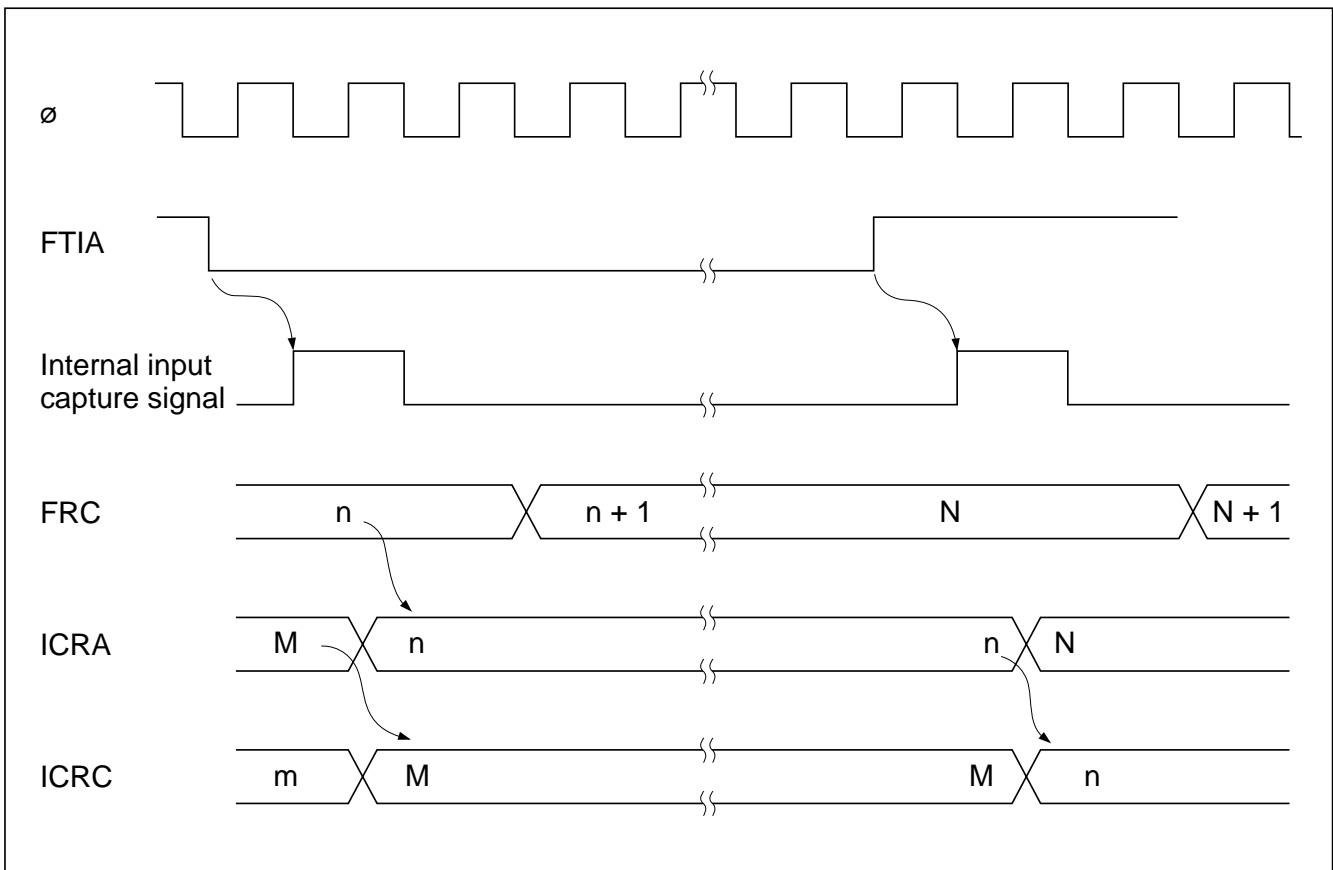 ø
FTIA
Internal input
capture signal
FRC
n
n + 1
N
N + 1
ICRA
M
n
n
N
ICRC
m
M
M
n